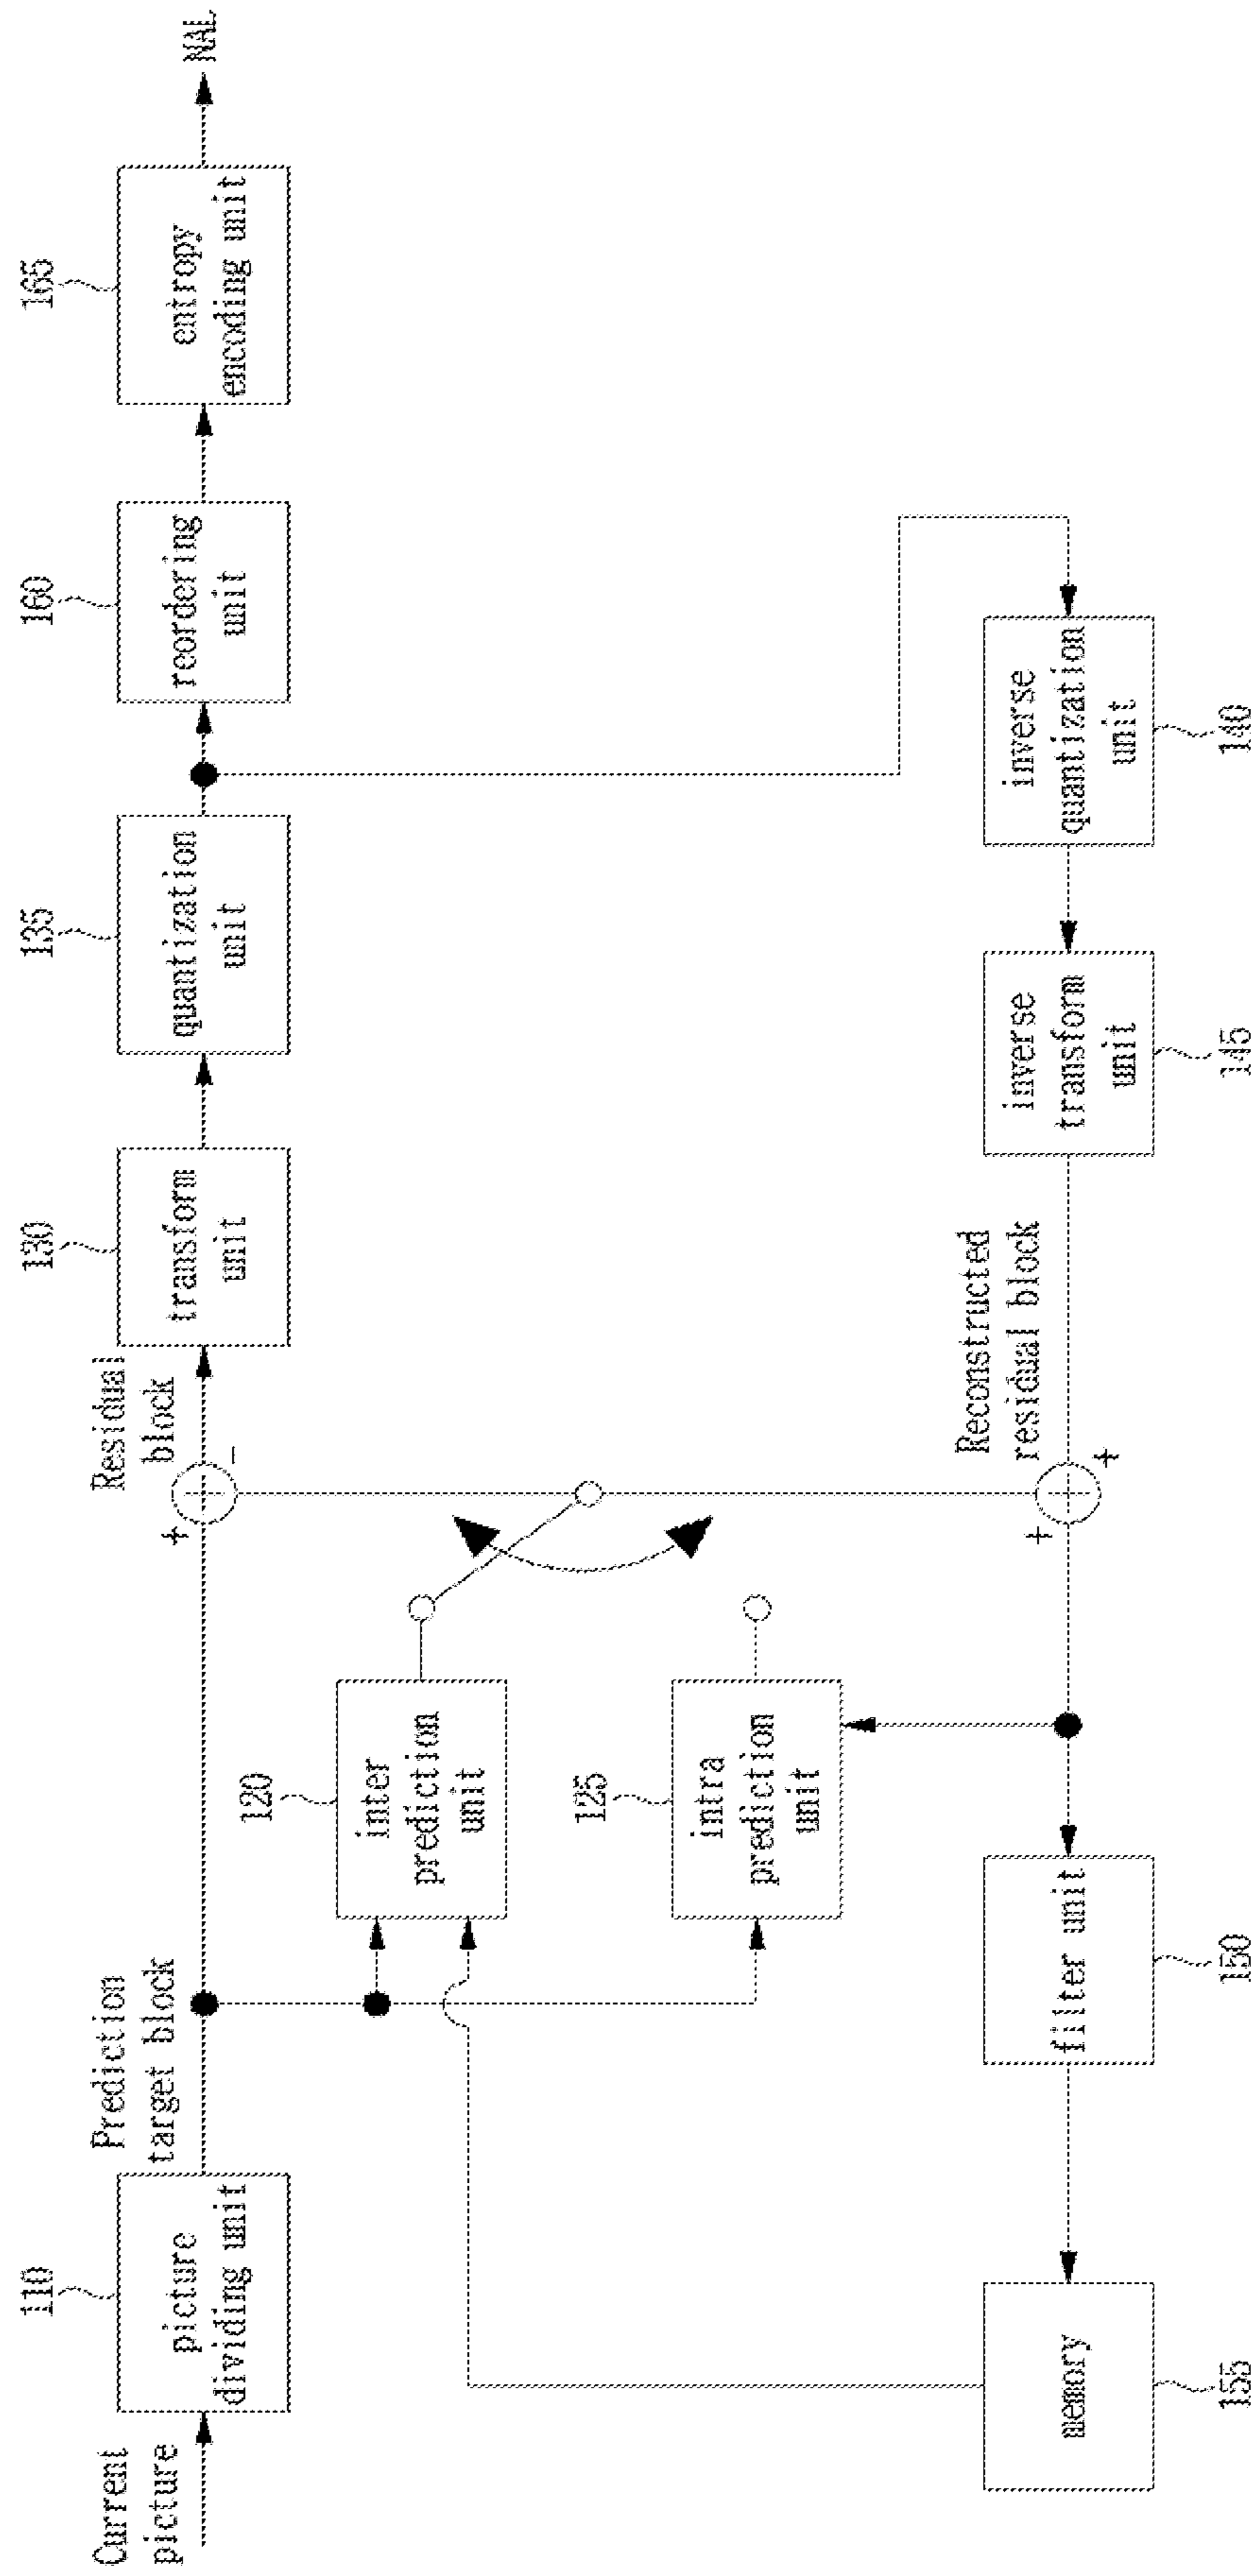 110
130
135
160
165
Current
picture
picture
dividing unit
Prediction
target block
+
-
Residual
block
transform
unit
quantization
unit
reordering
unit
entropy
encoding unit
NAL
120
inter
prediction
unit
125
intra
prediction
unit
Reconstructed
residual block
+
+
memory
filter unit
inverse
transform
unit
inverse
quantization
unit
155
150
145
140